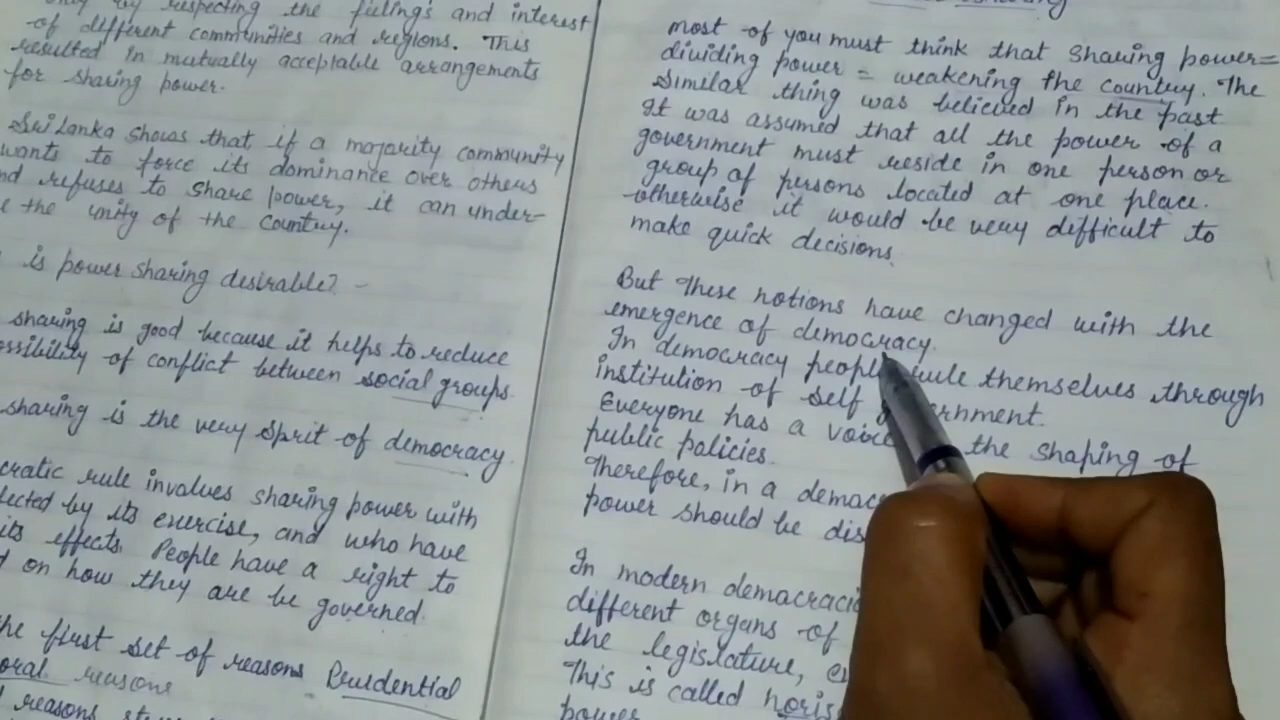 by respecting the feelings and interest
of different communities and regions. This
resulted in mutually acceptable arrangements
for sharing power.
Sri Lanka shows that if a majority community
wants to force its dominance over others
nd refuses to share power, it can under-
e the unity of the country.
is power sharing desirable? -
sharing is good because it helps to reduce
ossibility of conflict between social groups.
sharing is the very sprit of democracy.
cratic rule involves sharing power with
fected by its exercise, and who have
its effects. People have a right to
d on how they are be governed.
he first set of reasons Prudential
oral reasons
reasons
most of you must think that sharing power=
dividing power = weakening the country. The
similar thing was believed in the past
It was assumed that all the power of a
government must reside in one person or
group of persons located at one place.
otherwise it would be very difficult to
make quick decisions.
But these notions have changed with the
emergence of democracy.
In democracy people rule themselves through
institution of self ernment.
Everyone has a voice the shaping of
public policies.
Therefore, in a democ
power should be dis
In modern democracie
different organs of
the legislature, e
This is called
power